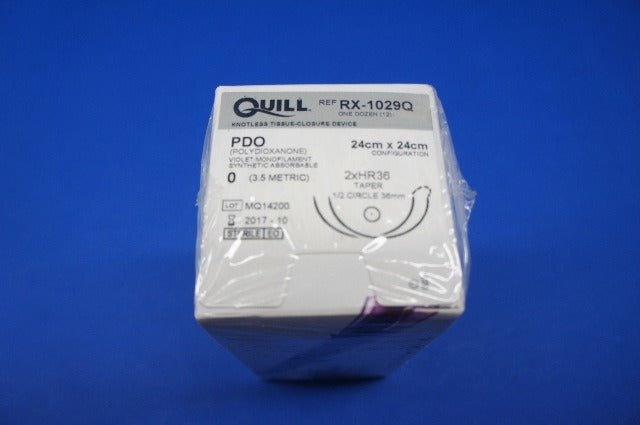 QUILL™ REF RX-1029Q
ONE DOZEN (12)
KNOTLESS TISSUE-CLOSURE DEVICE
PDO
(POLYDIOXANONE)
VIOLET MONOFILAMENT
SYNTHETIC ABSORBABLE
0 (3.5 METRIC)
24cm x 24cm
CONFIGURATION
2xHR36
TAPER
1/2 CIRCLE 36mm
LOT MQ14200
2017 - 10
STERILE EO